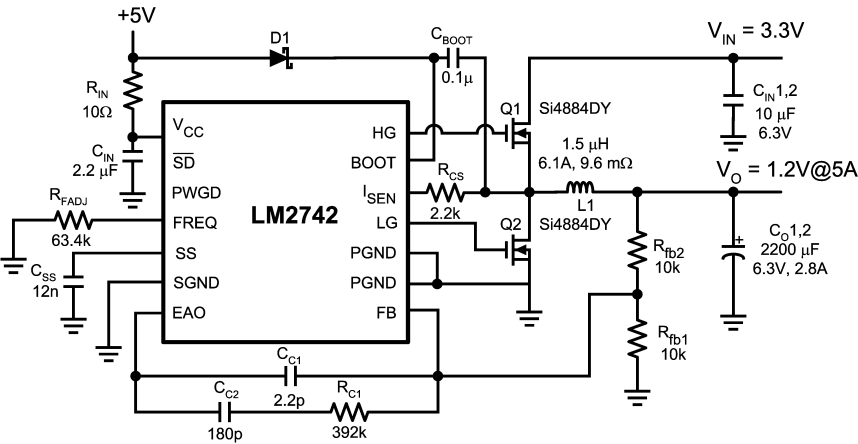 +5V
D1
C_BOOT
0.1μ
V_IN = 3.3V
R_IN
10Ω
C_IN
2.2 μF
V_CC
SD
PWGD
FREQ
SS
SGND
EAO
LM2742
HG
BOOT
I_SEN
LG
PGND
PGND
FB
R_FADJ
63.4k
C_SS
12n
Q1
Si4884DY
R_CS
2.2k
1.5 μH
6.1A, 9.6 mΩ
L1
Q2
Si4884DY
C_IN1,2
10 μF
6.3V
V_O = 1.2V@5A
R_fb2
10k
C_O1,2
+
2200 μF
6.3V, 2.8A
R_fb1
10k
C_C1
2.2p
C_C2
180p
R_C1
392k